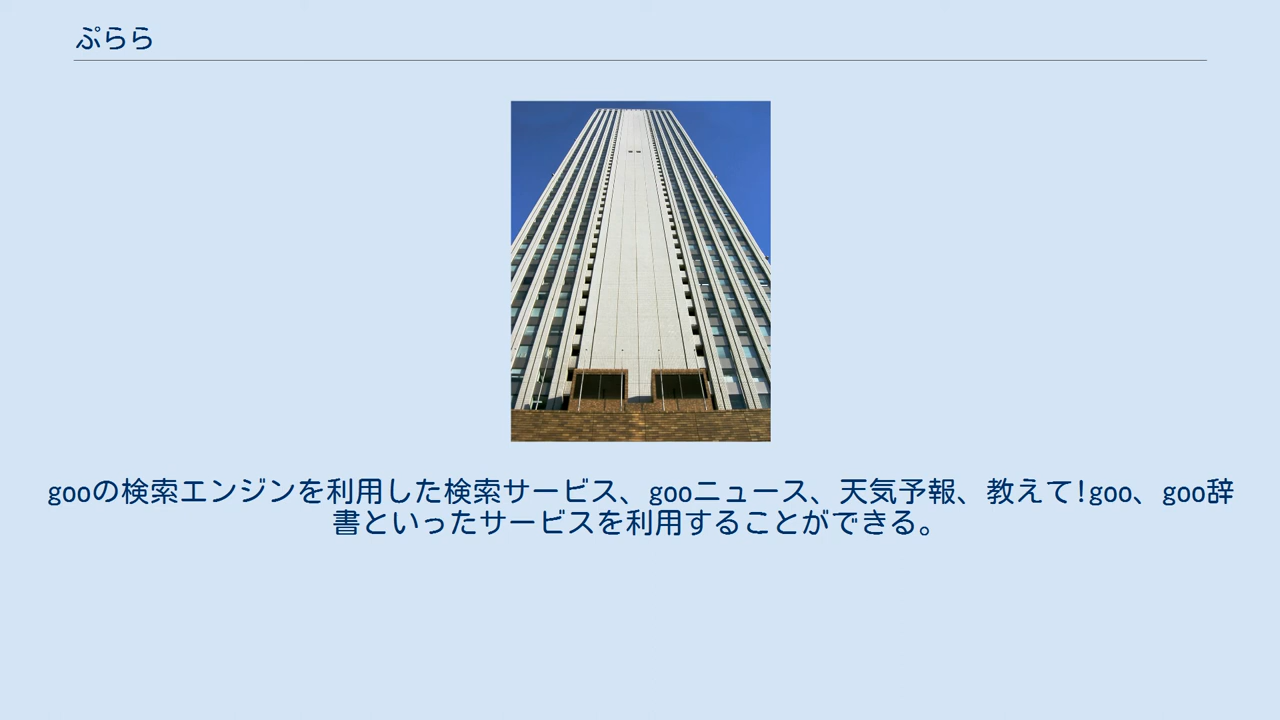 ぷらら
gooの検索エンジンを利用した検索サービス、gooニュース、天気予報、教えて!goo、goo辞
書といったサービスを利用することができる。